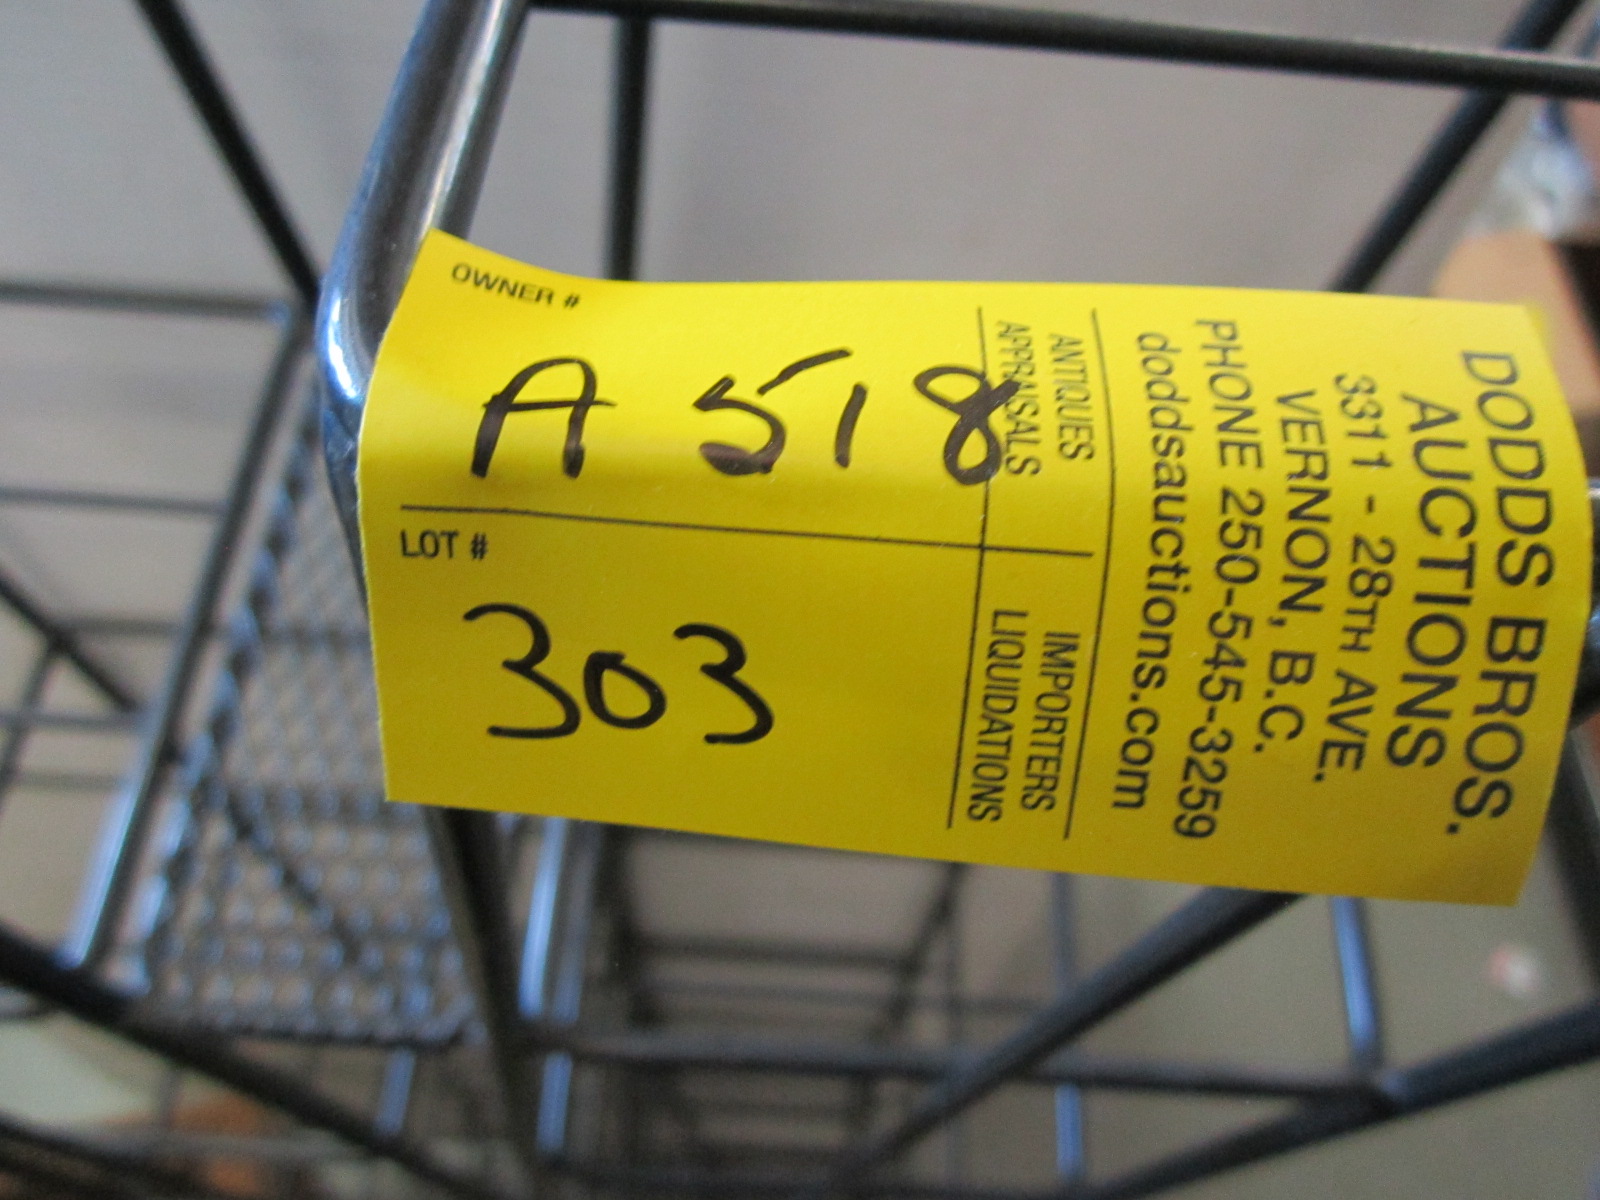 OWNER #
A 518
LOT #
303
ANTIQUES
APPRAISALS
IMPORTERS
LIQUIDATIONS
DODDS BROS.
AUCTIONS
3311 - 28TH AVE.
VERNON, B.C.
PHONE 250-545-3259
doddsauctions.com